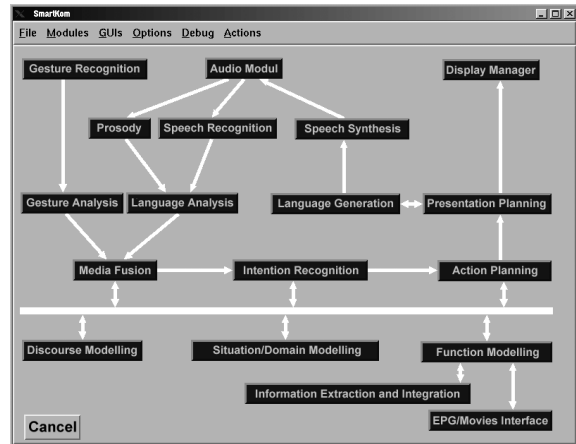 SmartKom
File Modules GUIs Options Debug Actions
Gesture Recognition Audio Modul Display Manager
Prosody Speech Recognition Speech Synthesis
Gesture Analysis Language Analysis Language Generation Presentation Planning
Media Fusion Intention Recognition Action Planning
Discourse Modelling Situation/Domain Modelling Function Modelling
Information Extraction and Integration
EPG/Movies Interface
Cancel